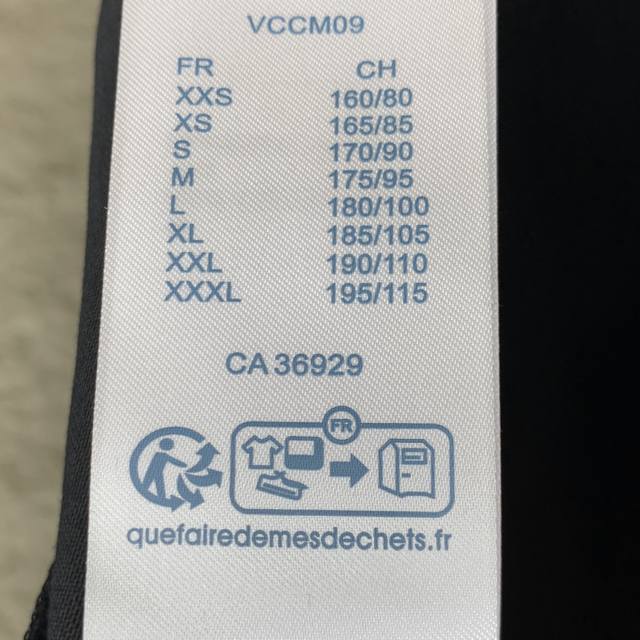 VCCM09
FR CH
XXS 160/80
XS 165/85
S 170/90
M 175/95
L 180/100
XL 185/105
XXL 190/110
XXXL 195/115
CA 36929
FR
quefairedemesdechets.fr